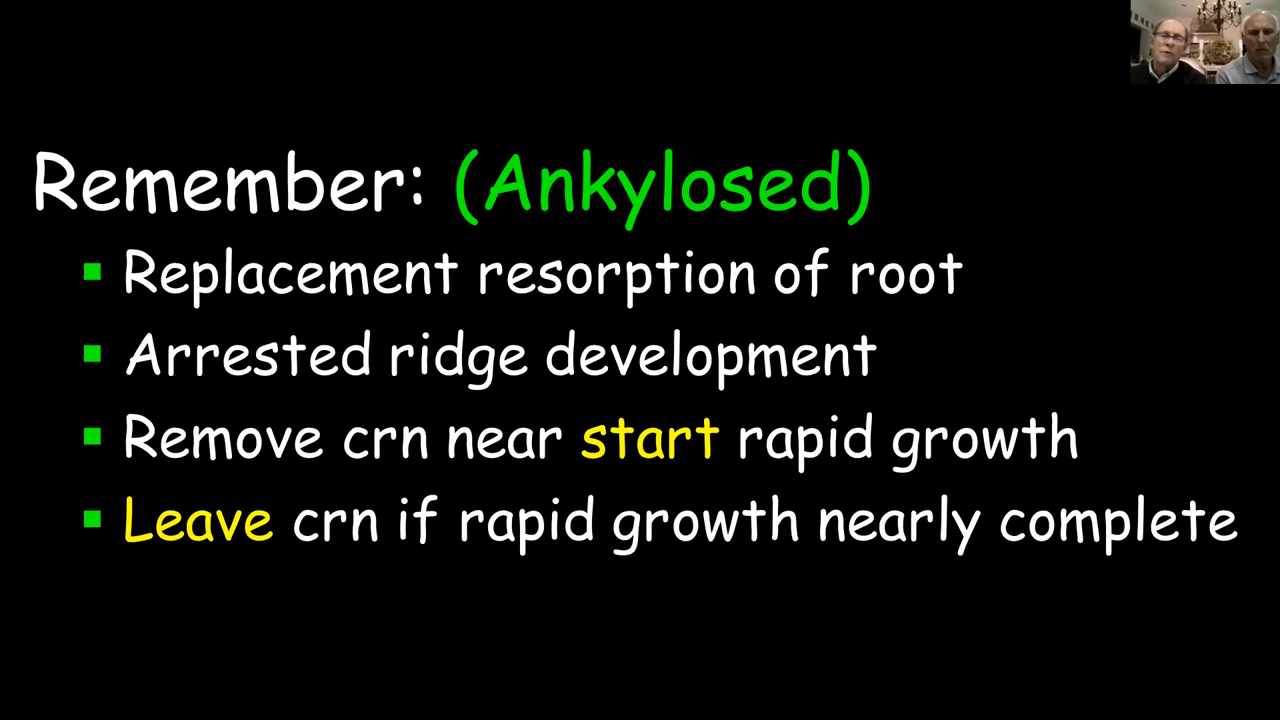 Remember: (Ankylosed)
▪ Replacement resorption of root
▪ Arrested ridge development
▪ Remove crn near start rapid growth
▪ Leave crn if rapid growth nearly complete